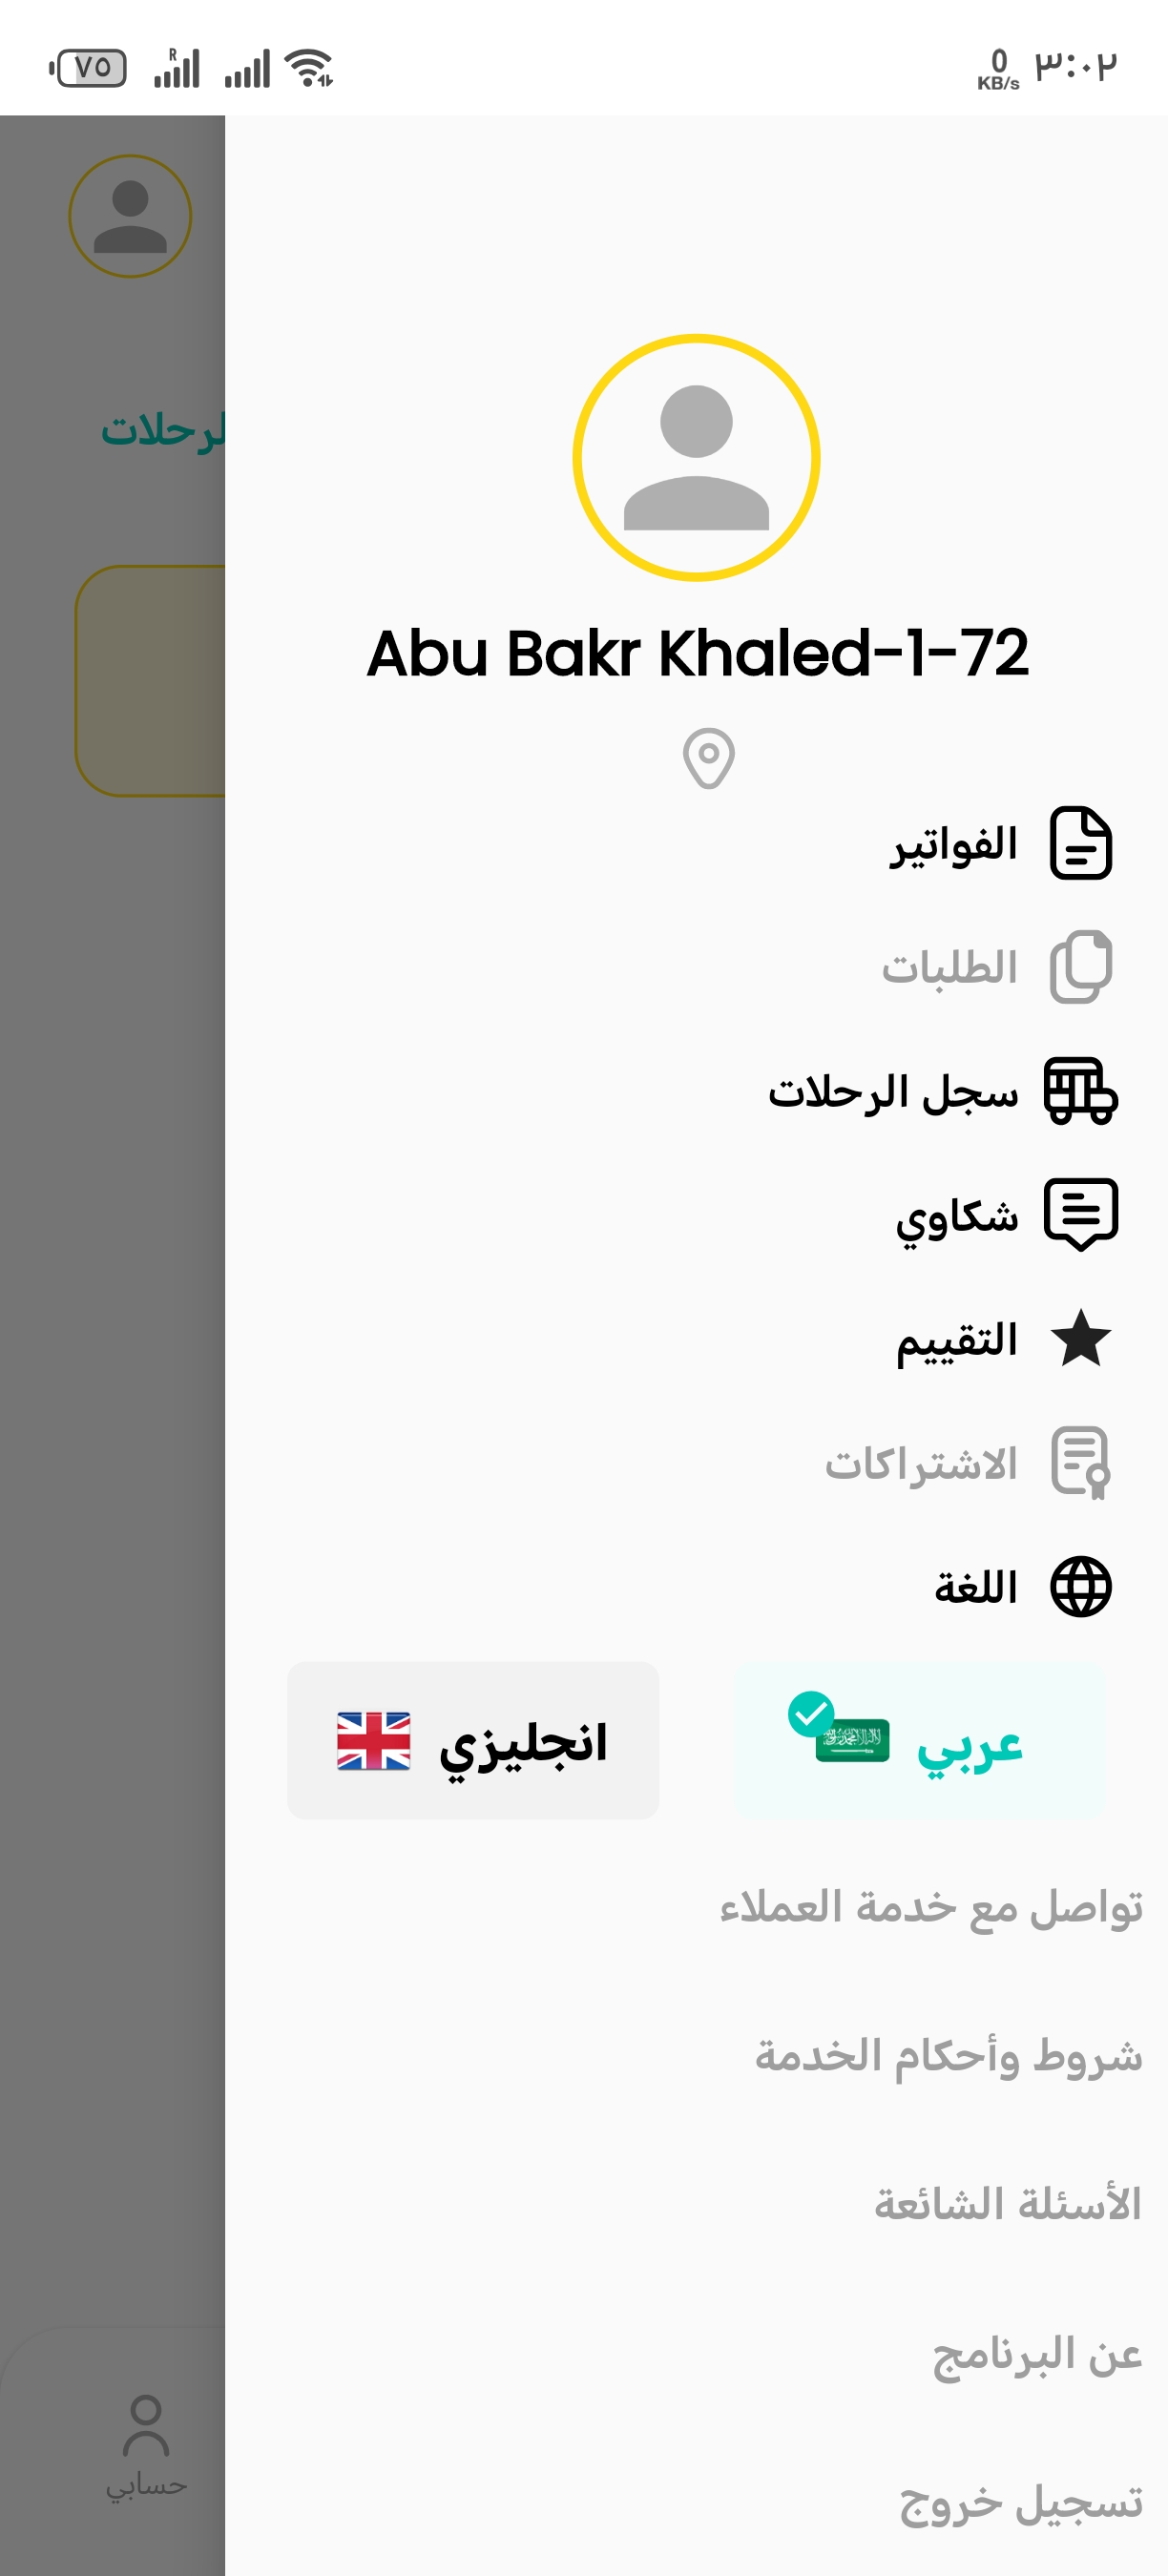 ٧٥
R
0
KB/s
٣:٠٢
لرحلات
Abu Bakr Khaled-1-72
الفواتير
الطلبات
سجل الرحلات
شكاوي
التقييم
الاشتراكات
اللغة
عربي
انجليزي
تواصل مع خدمة العملاء
شروط وأحكام الخدمة
الأسئلة الشائعة
عن البرنامج
تسجيل خروج
حسابي